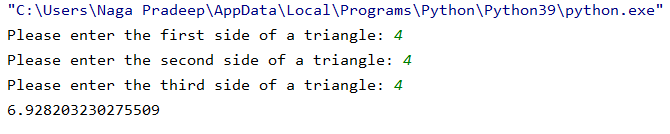 "C:\Users\Naga Pradeep\AppData\Local\Programs\Python\Python39\python.exe"
Please enter the first side of a triangle: 4
Please enter the second side of a triangle: 4
Please enter the third side of a triangle: 4
6.928203230275509